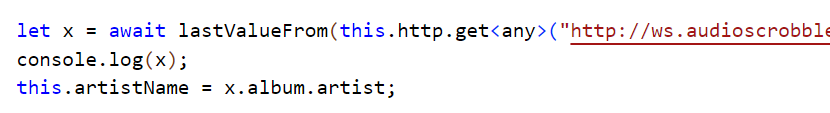 let x = await lastValueFrom(this.http.get<any>("http://ws.audioscrobble
console.log(x);
this.artistName = x.album.artist;